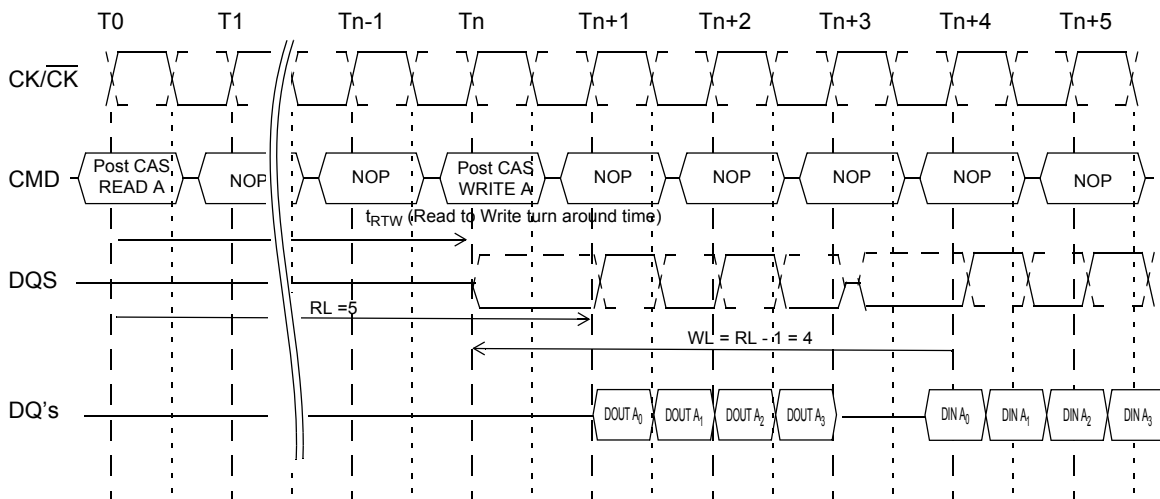 T0 T1 Tn-1 Tn Tn+1 Tn+2 Tn+3 Tn+4 Tn+5
CK/CK
CMD Post CAS READ A NOP NOP Post CAS WRITE A NOP NOP NOP NOP NOP
tRTW (Read to Write turn around time)
DQS
RL =5
WL = RL - 1 = 4
DQ's DOUT A0 DOUT A1 DOUT A2 DOUT A3 DIN A0 DIN A1 DIN A2 DIN A3